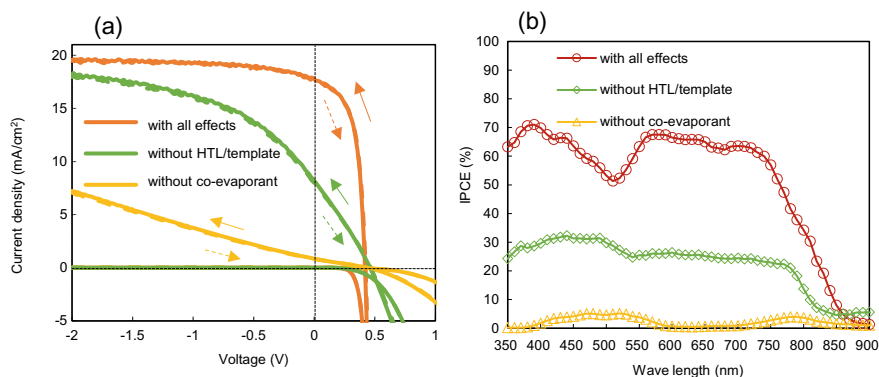 (a)
20
15
10
5
0
-5
-2
-1.5
-1
-0.5
0
0.5
1
Current density (mA/cm²)
Voltage (V)
with all effects
without HTL/template
without co-evaporant
(b)
100
90
80
70
60
50
40
30
20
10
0
350 400 450 500 550 600 650 700 750 800 850 900
IPCE (%)
Wave length (nm)
with all effects
without HTL/template
without co-evaporant